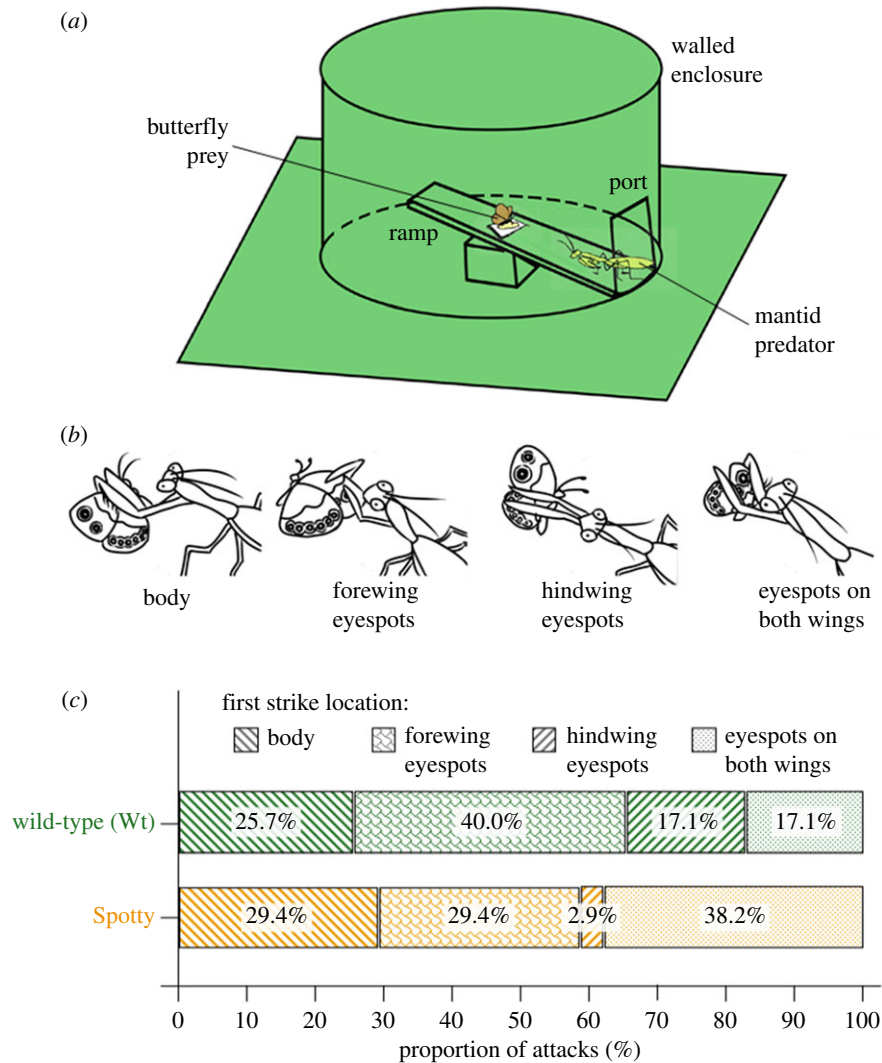 (a)
walled
enclosure
butterfly
prey
port
ramp
mantid
predator
(b)
body
forewing
eyespots
hindwing
eyespots
eyespots on
both wings
(c)
first strike location:
body
forewing
eyespots
hindwing
eyespots
eyespots on
both wings
wild-type (Wt)
25.7%
40.0%
17.1%
17.1%
Spotty
29.4%
29.4%
2.9%
38.2%
0 10 20 30 40 50 60 70 80 90 100
proportion of attacks (%)